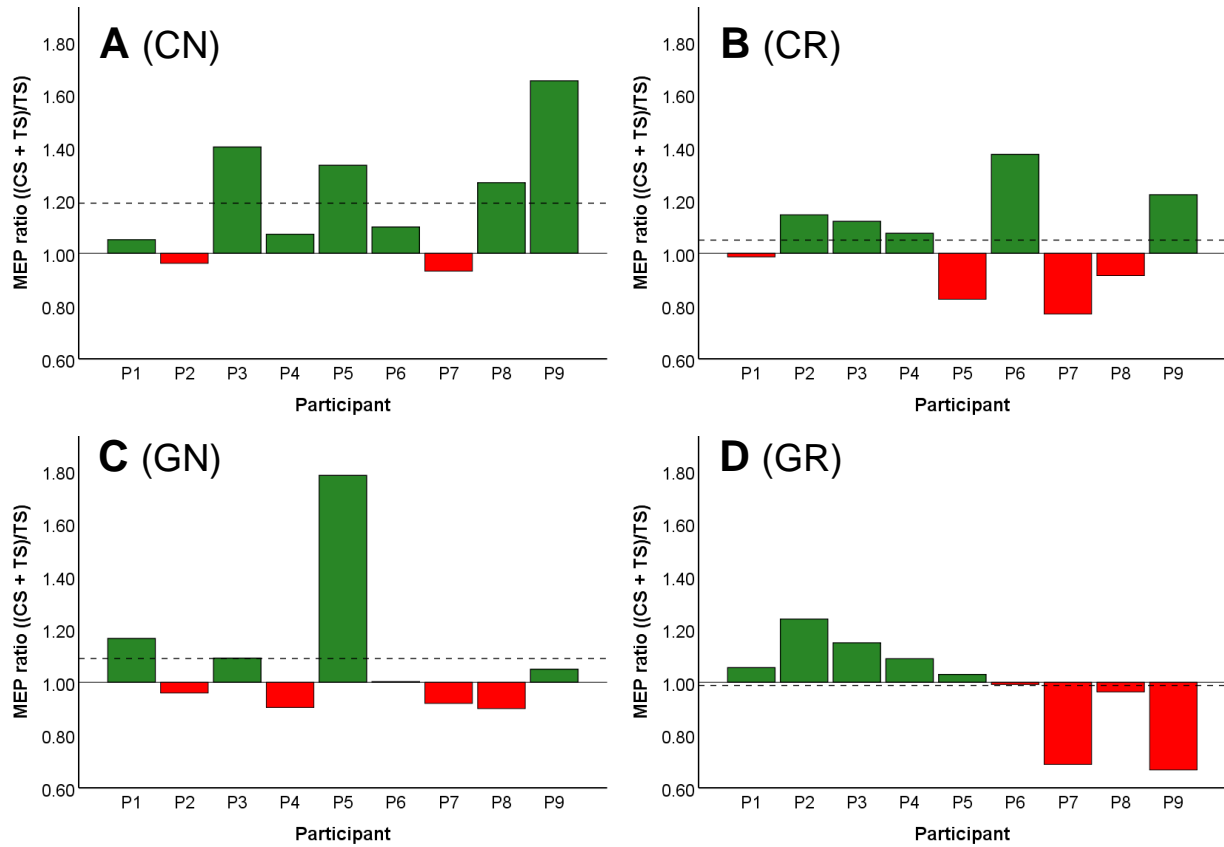 A (CN)
MEP ratio ((CS + TS)/TS)
1.80
1.60
1.40
1.20
1.00
0.80
0.60
P1 P2 P3 P4 P5 P6 P7 P8 P9
Participant
B (CR)
MEP ratio ((CS + TS)/TS)
1.80
1.60
1.40
1.20
1.00
0.80
0.60
P1 P2 P3 P4 P5 P6 P7 P8 P9
Participant
C (GN)
MEP ratio ((CS + TS)/TS)
1.80
1.60
1.40
1.20
1.00
0.80
0.60
P1 P2 P3 P4 P5 P6 P7 P8 P9
Participant
D (GR)
MEP ratio ((CS + TS)/TS)
1.80
1.60
1.40
1.20
1.00
0.80
0.60
P1 P2 P3 P4 P5 P6 P7 P8 P9
Participant